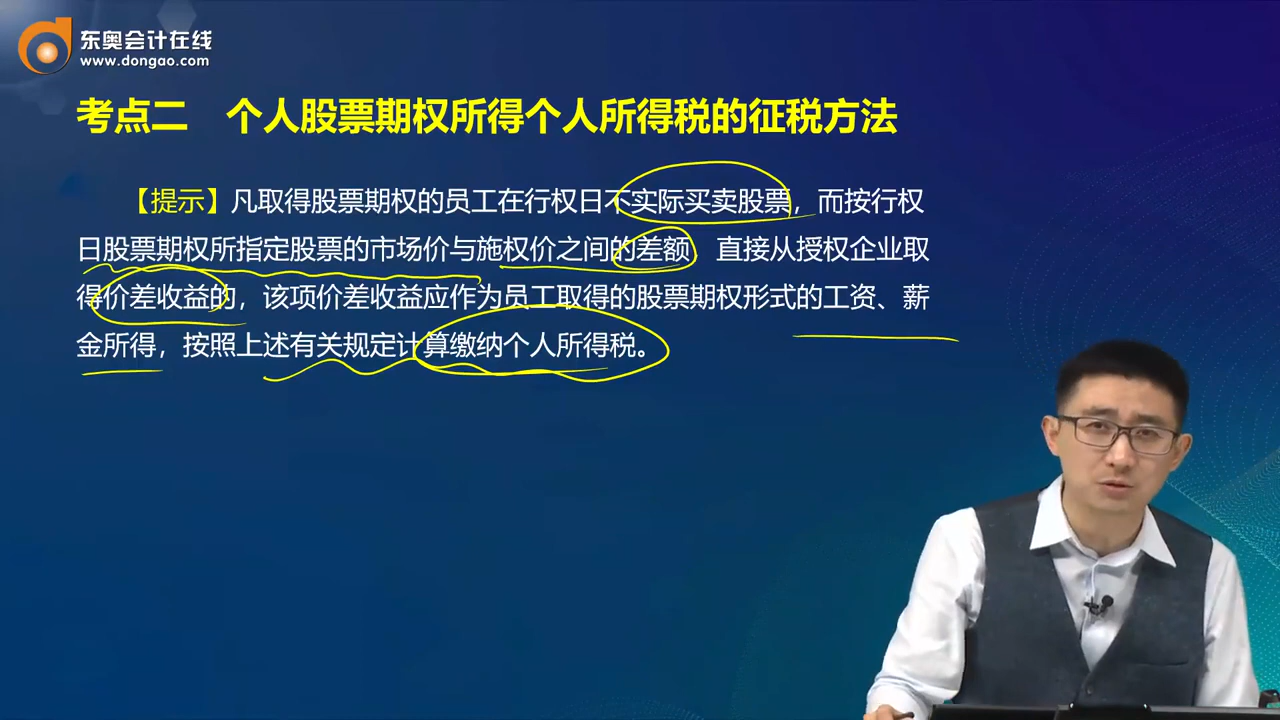 东奥会计在线
www.dongao.com
考点二 个人股票期权所得个人所得税的征税方法
【提示】凡取得股票期权的员工在行权日不实际买卖股票，而按行权
日股票期权所指定股票的市场价与施权价之间的差额，直接从授权企业取
得价差收益的，该项价差收益应作为员工取得的股票期权形式的工资、薪
金所得，按照上述有关规定计算缴纳个人所得税。